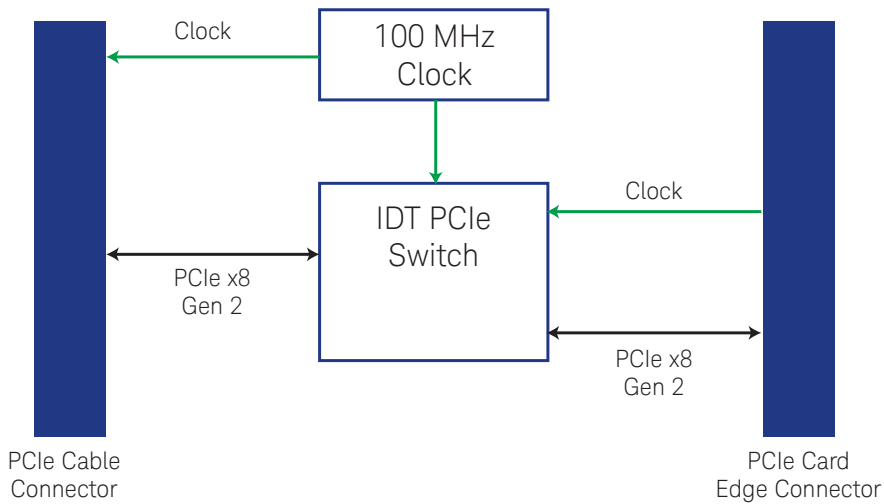 Clock
100 MHz
Clock
IDT PCIe
Switch
Clock
PCIe x8
Gen 2
PCIe x8
Gen 2
PCIe Cable
Connector
PCIe Card
Edge Connector